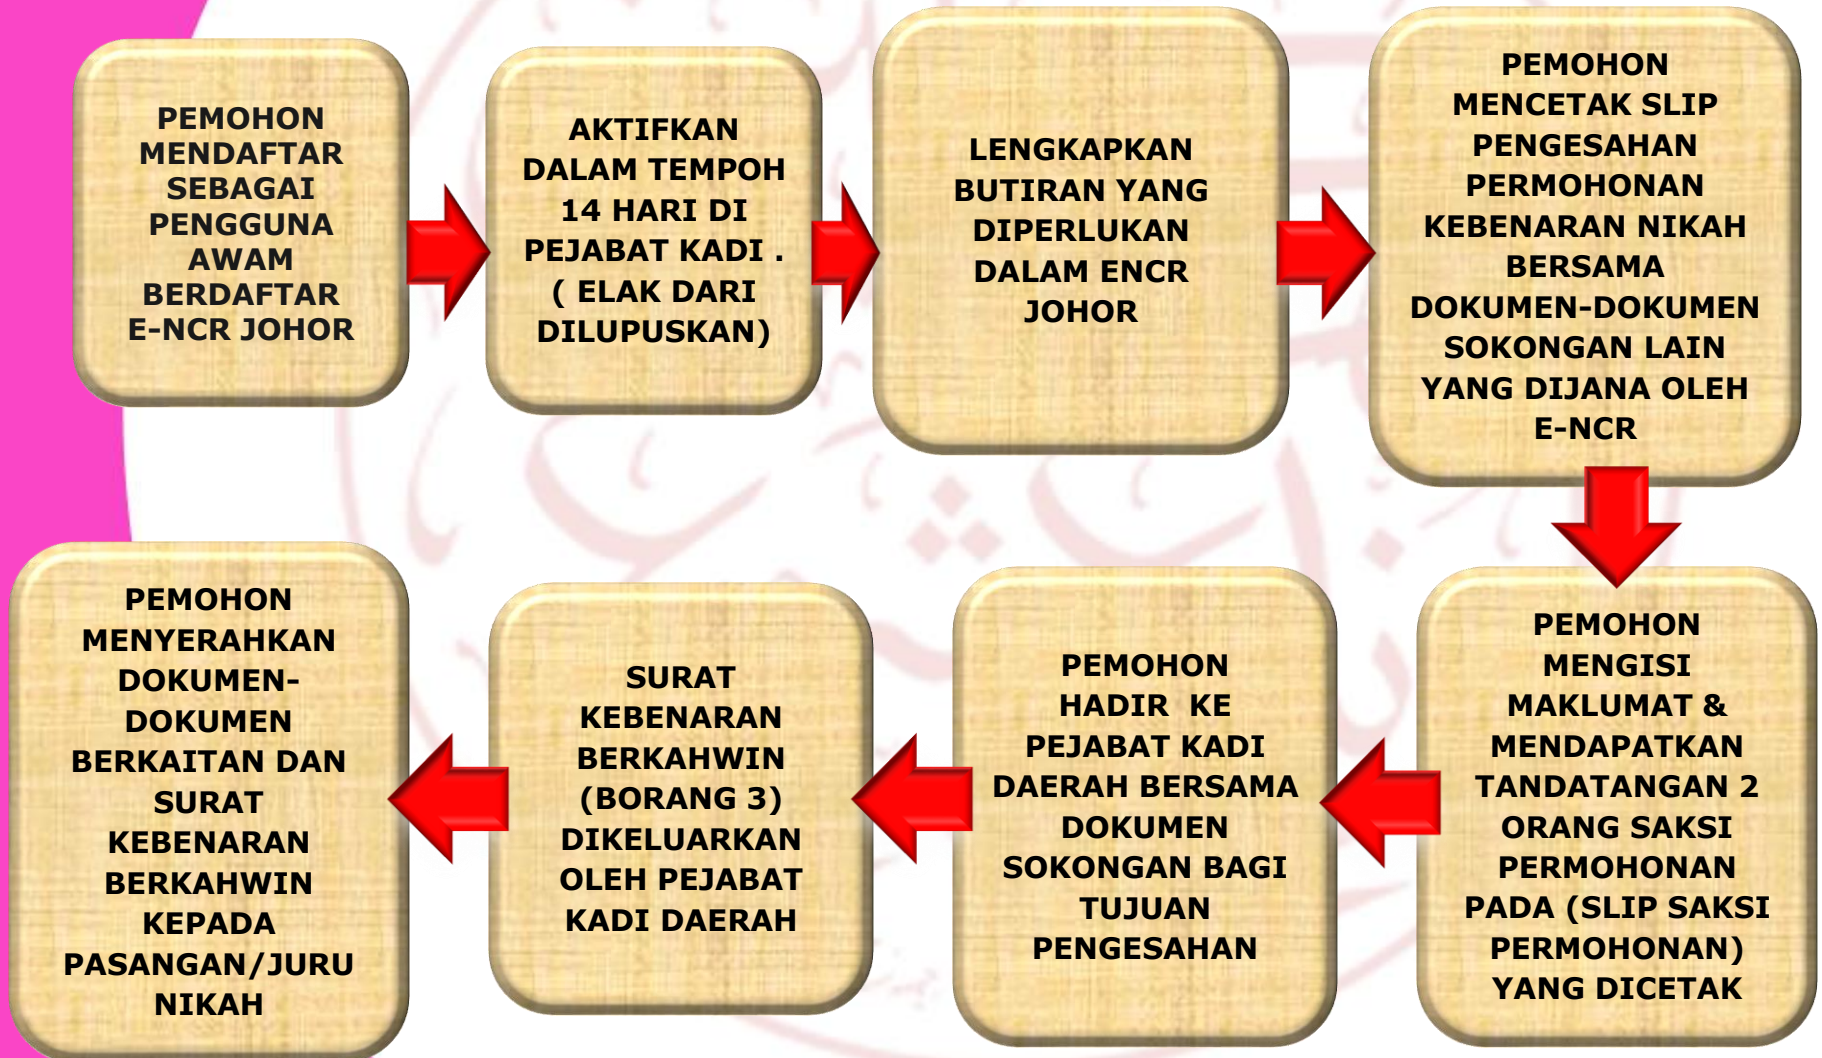 PEMOHON
MENDAFTAR
SEBAGAI
PENGGUNA
AWAM
BERDAFTAR
E-NCR JOHOR
AKTIFKAN
DALAM TEMPOH
14 HARI DI
PEJABAT KADI .
( ELAK DARI
DILUPUSKAN)
LENGKAPKAN
BUTIRAN YANG
DIPERLUKAN
DALAM ENCR
JOHOR
PEMOHON
MENCETAK SLIP
PENGESAHAN
PERMOHONAN
KEBENARAN NIKAH
BERSAMA
DOKUMEN-DOKUMEN
SOKONGAN LAIN
YANG DIJANA OLEH
E-NCR
PEMOHON
MENGISI
MAKLUMAT &
MENDAPATKAN
TANDATANGAN 2
ORANG SAKSI
PERMOHONAN
PADA (SLIP SAKSI
PERMOHONAN)
YANG DICETAK
PEMOHON
HADIR  KE
PEJABAT KADI
DAERAH BERSAMA
DOKUMEN
SOKONGAN BAGI
TUJUAN
PENGESAHAN
SURAT
KEBENARAN
BERKAHWIN
(BORANG 3)
DIKELUARKAN
OLEH PEJABAT
KADI DAERAH
PEMOHON
MENYERAHKAN
DOKUMEN-
DOKUMEN
BERKAITAN DAN
SURAT
KEBENARAN
BERKAHWIN
KEPADA
PASANGAN/JURU
NIKAH